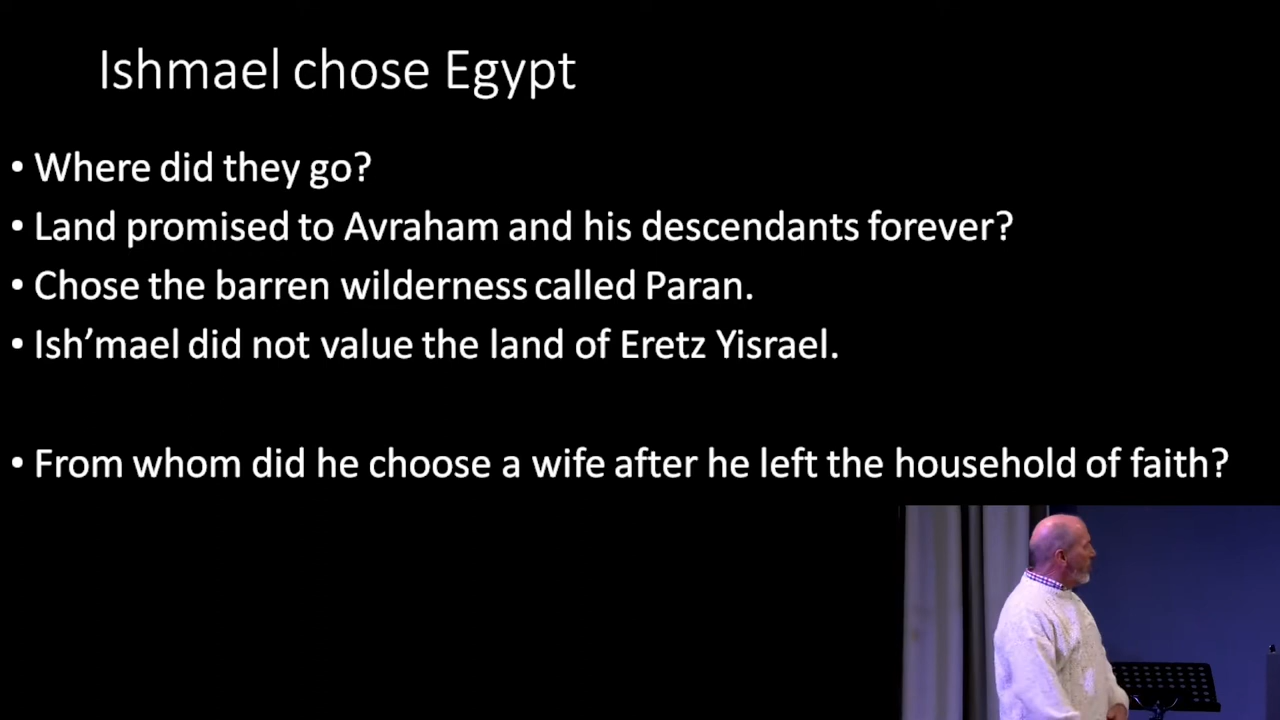 Ishmael chose Egypt
• Where did they go?
• Land promised to Avraham and his descendants forever?
• Chose the barren wilderness called Paran.
• Ish’mael did not value the land of Eretz Yisrael.
• From whom did he choose a wife after he left the household of faith?